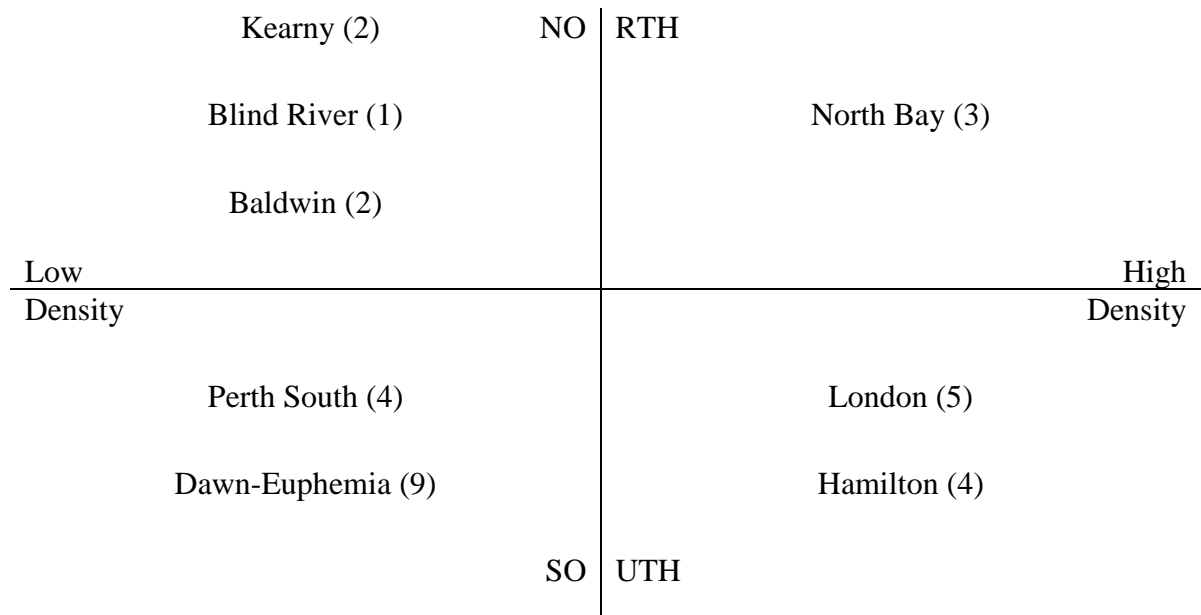 Kearny (2) NO RTH
Blind River (1) North Bay (3)
Baldwin (2)
Low High
Density Density
Perth South (4) London (5)
Dawn-Euphemia (9) Hamilton (4)
SO UTH